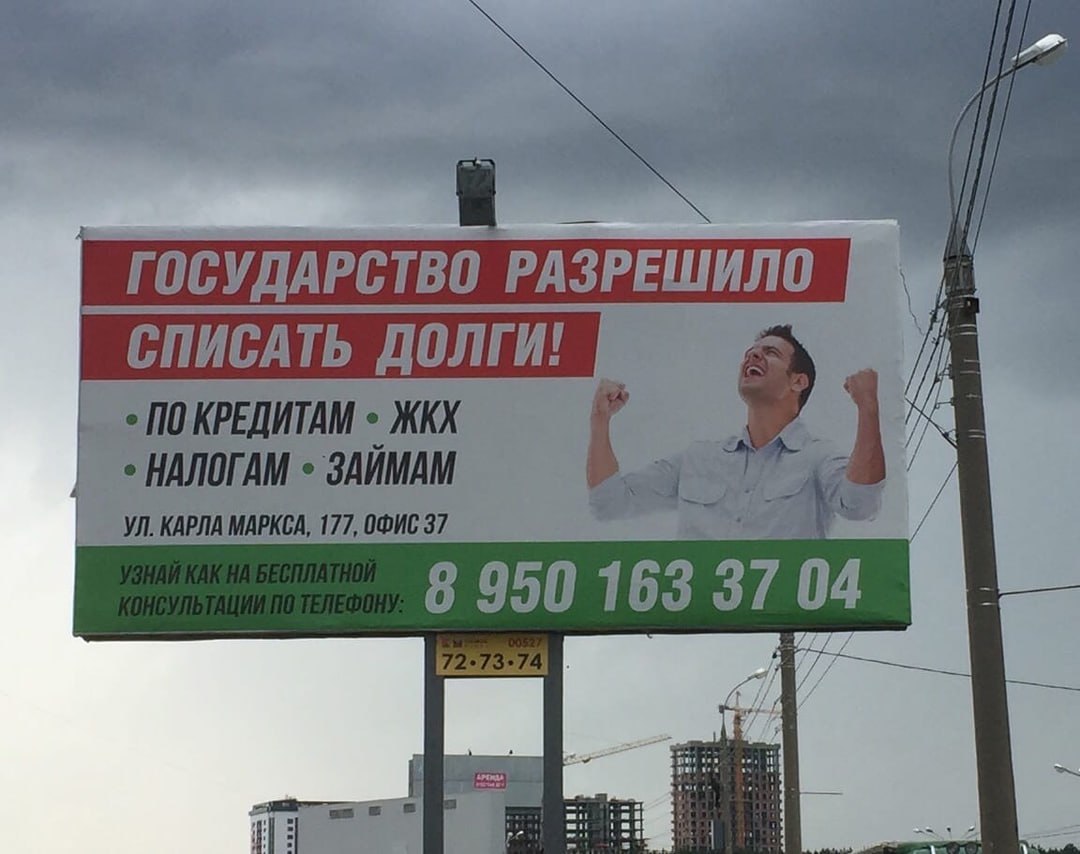 ГОСУДАРСТВО РАЗРЕШИЛО
СПИСАТЬ ДОЛГИ!
• ПО КРЕДИТАМ • ЖКХ
• НАЛОГАМ • ЗАЙМАМ
УЛ. КАРЛА МАРКСА, 177, ОФИС 37
УЗНАЙ КАК НА БЕСПЛАТНОЙ
КОНСУЛЬТАЦИИ ПО ТЕЛЕФОНУ:
8 950 163 37 04
00527
72•73•74
АРЕНДА